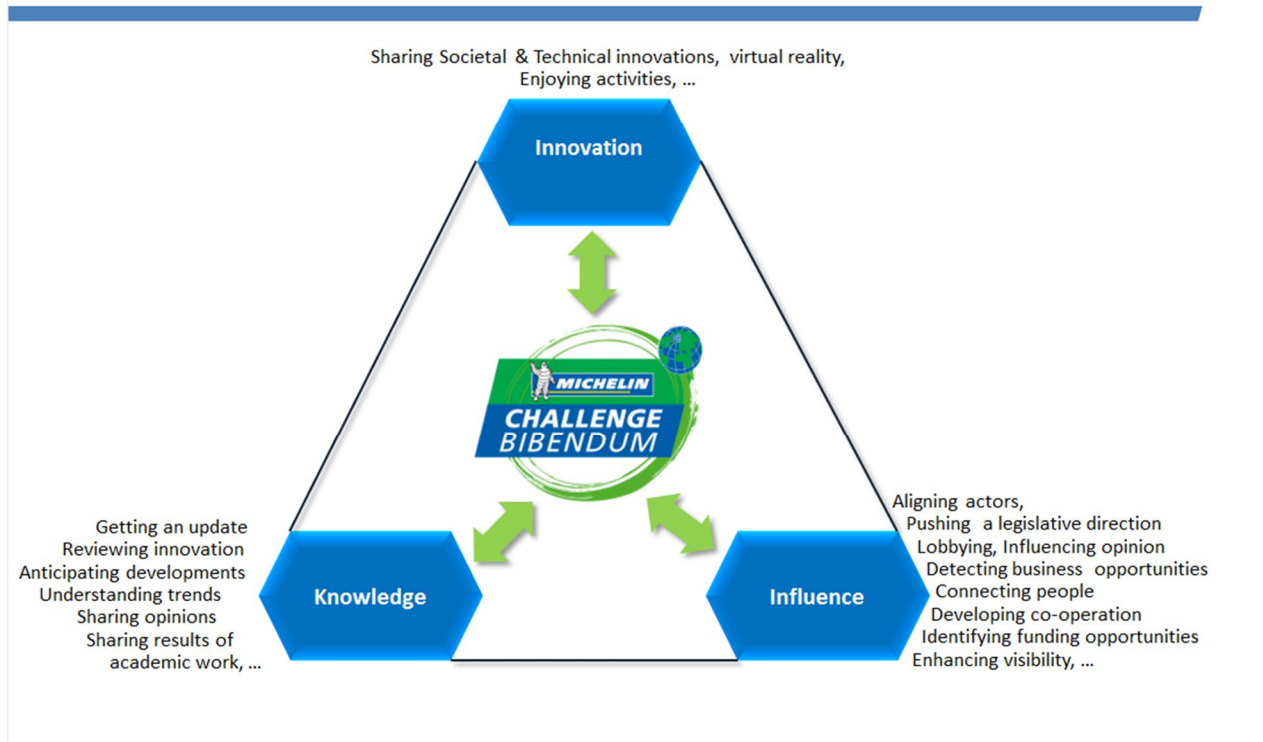 Sharing Societal & Technical innovations, virtual reality,
Enjoying activities, ...
Innovation
MICHELIN
CHALLENGE
BIBENDUM
Getting an update
Reviewing innovation
Anticipating developments
Understanding trends
Sharing opinions
Sharing results of
academic work, ...
Knowledge
Influence
Aligning actors,
Pushing a legislative direction
Lobbying, Influencing opinion
Detecting business opportunities
Connecting people
Developing co-operation
Identifying funding opportunities
Enhancing visibility, ...